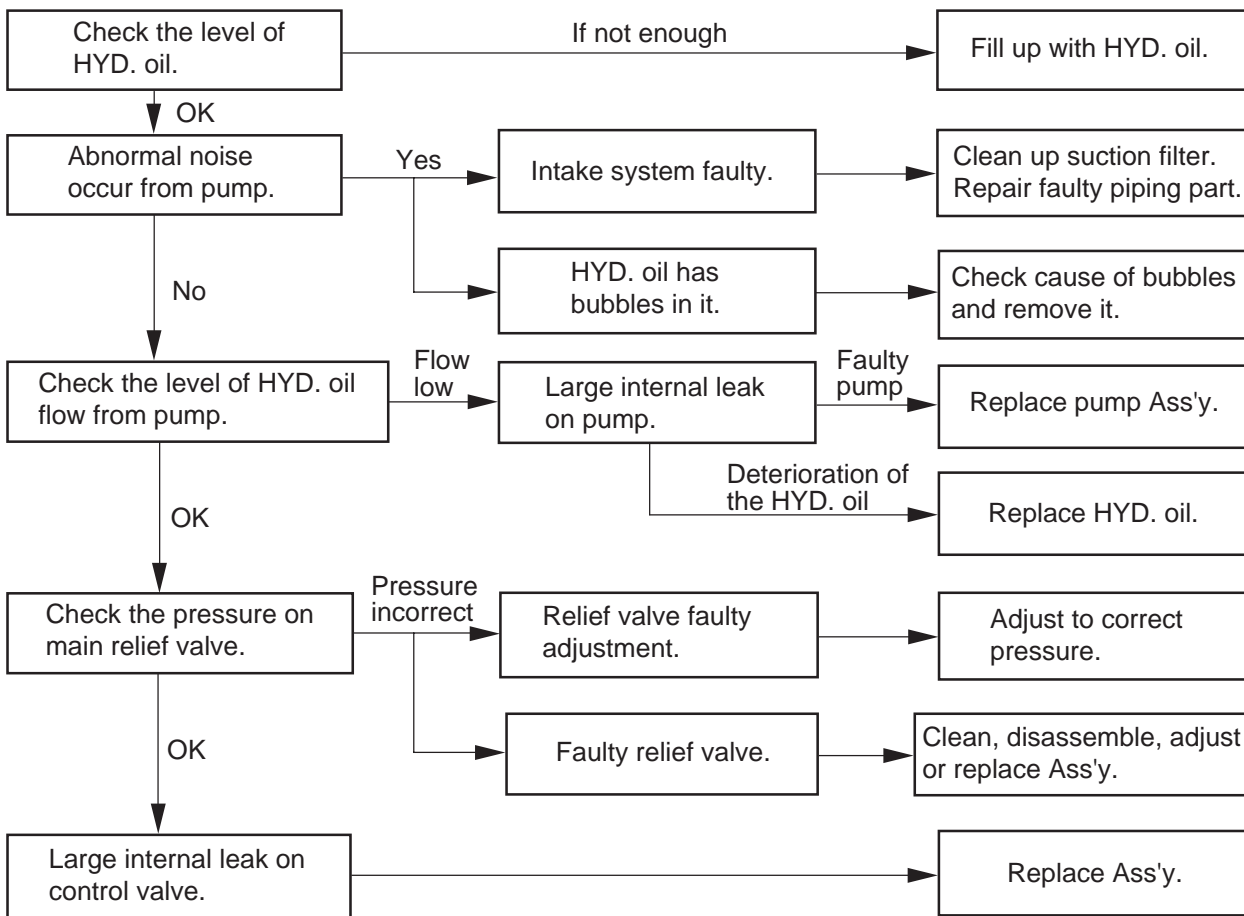 Check the level of
HYD. oil.
If not enough
Fill up with HYD. oil.
OK
Abnormal noise
occur from pump.
Yes
Intake system faulty.
Clean up suction filter.
Repair faulty piping part.
HYD. oil has
bubbles in it.
Check cause of bubbles
and remove it.
No
Check the level of HYD. oil
flow from pump.
Flow
low
Large internal leak
on pump.
Faulty
pump
Replace pump Ass'y.
Deterioration of
the HYD. oil
Replace HYD. oil.
OK
Check the pressure on
main relief valve.
Pressure
incorrect
Relief valve faulty
adjustment.
Adjust to correct
pressure.
Faulty relief valve.
Clean, disassemble, adjust
or replace Ass'y.
OK
Large internal leak on
control valve.
Replace Ass'y.